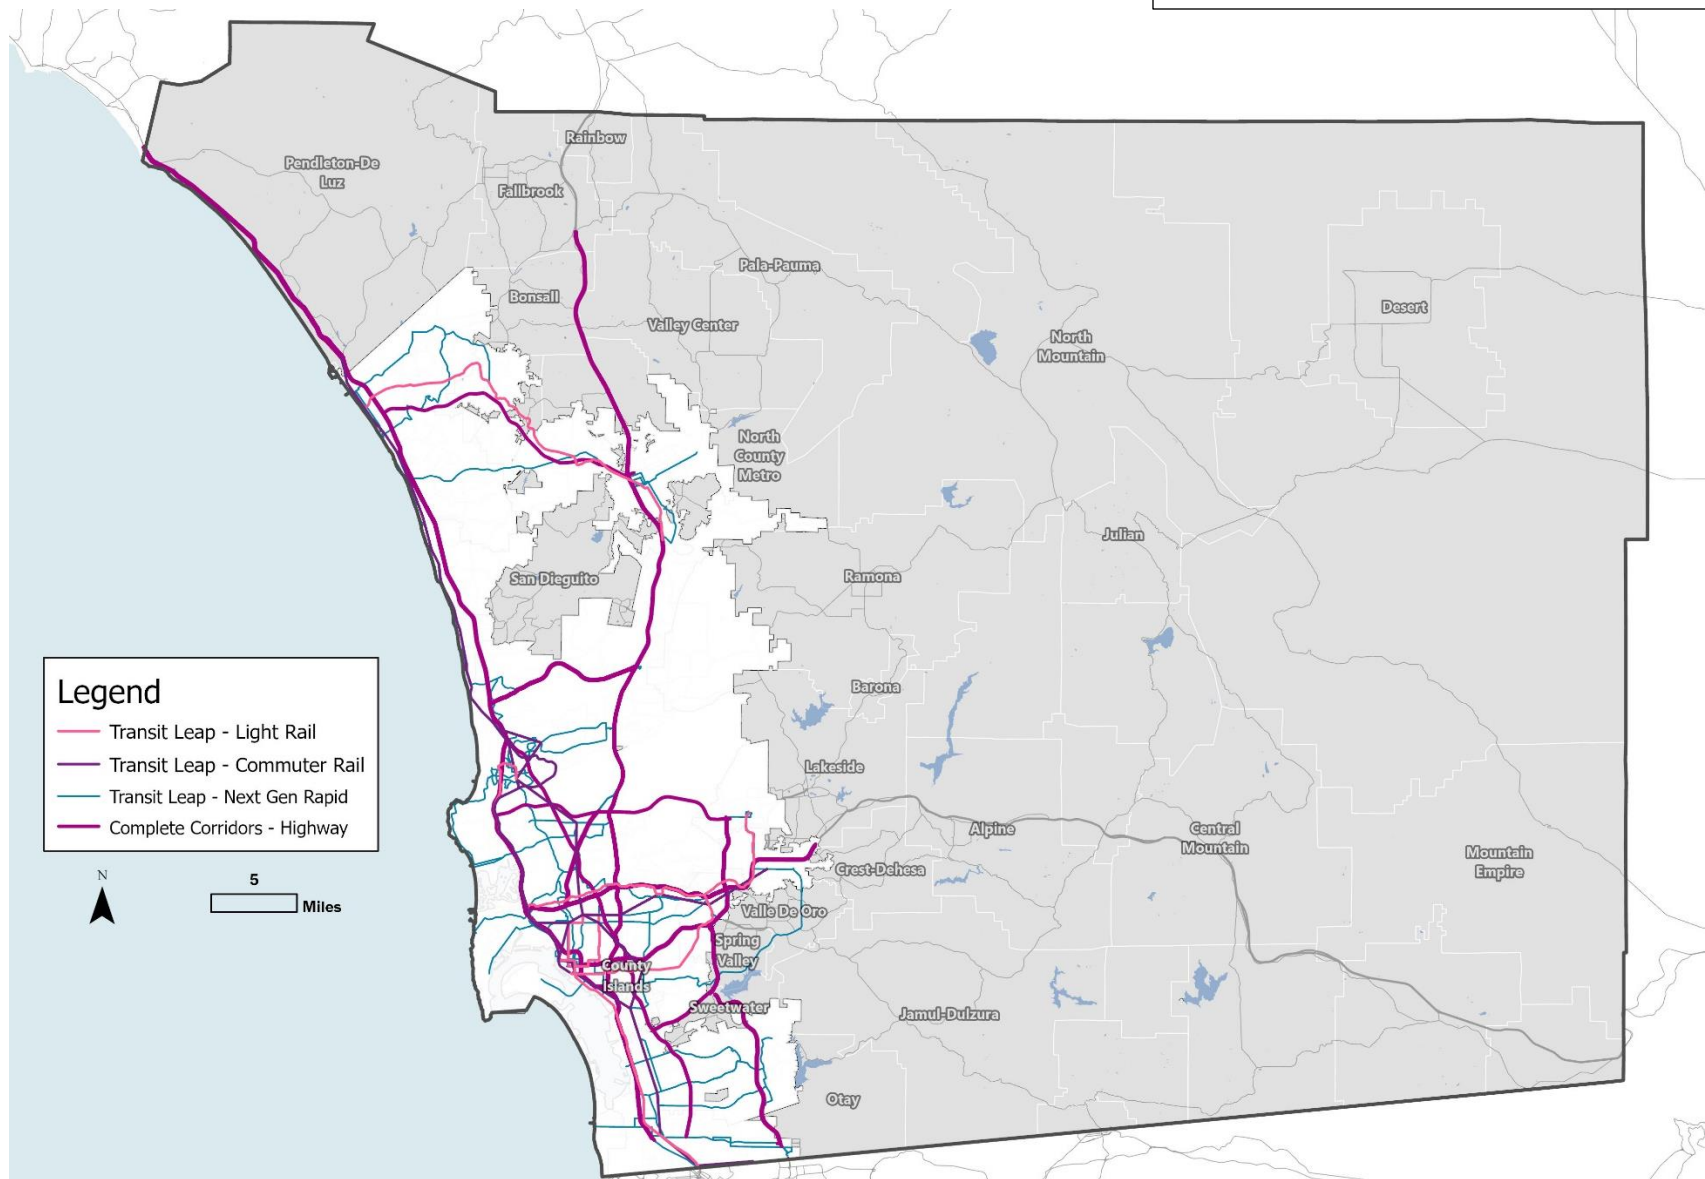 Rainbow
Pendleton-De
Luz
Fallbrook
Pala-Pauma
Bonsall
Desert
Valley Center
North
Mountain
North
County
Metro
Julian
San Dieguito
Ramona
Barona
Legend
Transit Leap - Light Rail
Transit Leap - Commuter Rail
Transit Leap - Next Gen Rapid
Complete Corridors - Highway
Lakeside
Alpine
Central
Mountain
Mountain
Empire
Crest-Dehesa
N
5
Miles
Valle De Oro
Spring
Valley
County
Islands
Sweetwater
Jamul-Dulzura
Otay